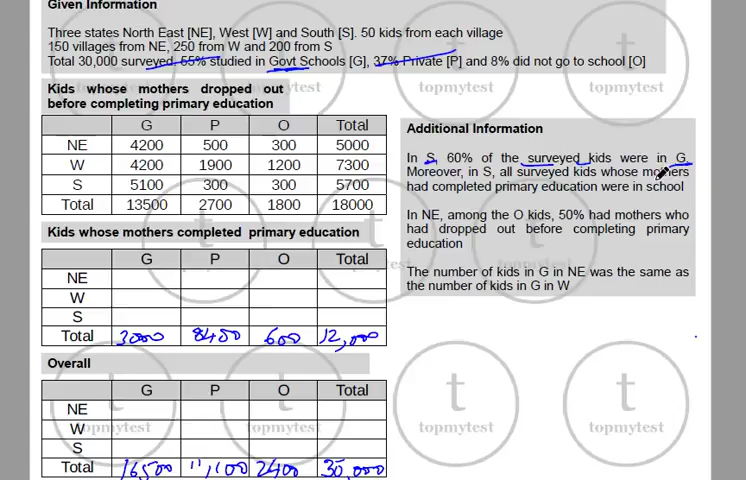 Given Information
Three states North East [NE], West [W] and South [S]. 50 kids from each village
150 villages from NE, 250 from W and 200 from S
Total 30,000 surveyed. 55% studied in Govt Schools [G], 37% Private [P] and 8% did not go to school [O]
Kids whose mothers dropped out
before completing primary education
G P O Total
NE 4200 500 300 5000
W 4200 1900 1200 7300
S 5100 300 300 5700
Total 13500 2700 1800 18000
Kids whose mothers completed primary education
G P O Total
NE
W
S
Total 3000 8400 600 12,000
Overall
G P O Total
NE
W
S
Total 16500 11,100 2400 30,000
Additional Information
In S, 60% of the surveyed kids were in G.
Moreover, in S, all surveyed kids whose mothers
had completed primary education were in school
In NE, among the O kids, 50% had mothers who
had dropped out before completing primary
education
The number of kids in G in NE was the same as
the number of kids in G in W
t
topmytest
t
topmytest
t
topmytest
t
topmytest